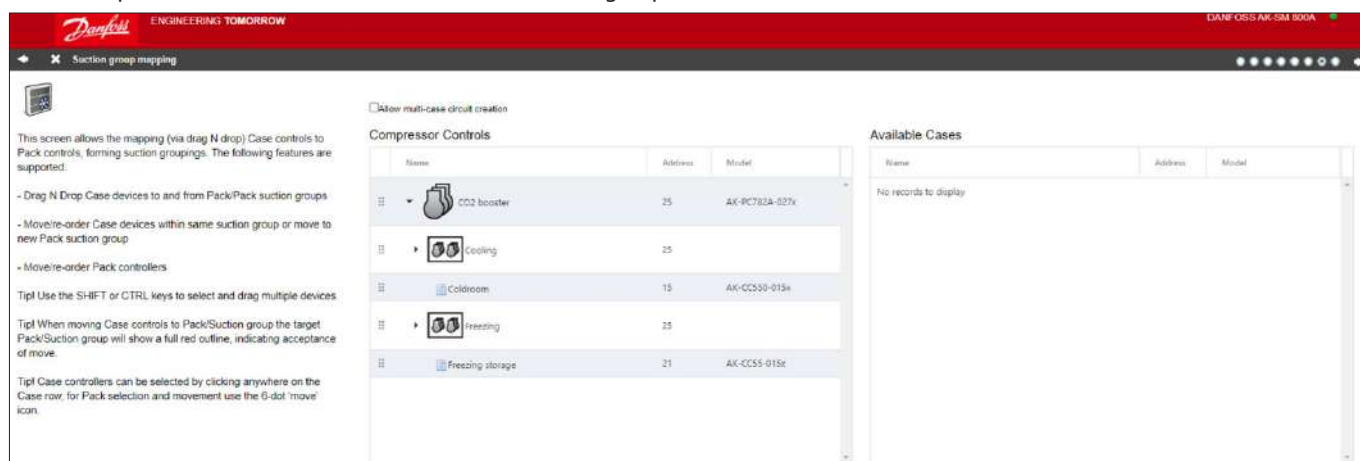 Danfoss
ENGINEERING TOMORROW
DANFOSS AK-SM 800A
Suction group mapping
This screen allows the mapping (via drag N drop) Case controls to
Pack controls, forming suction groupings. The following features are
supported:
- Drag N Drop Case devices to and from Pack/Pack suction groups
- Move/re-order Case devices within same suction group or move to
new Pack suction group
- Move/re-order Pack controllers
Tip! Use the SHIFT or CTRL keys to select and drag multiple devices.
Tip! When moving Case controls to Pack/Suction group the target
Pack/Suction group will show a full red outline, indicating acceptance
of move.
Tip! Case controllers can be selected by clicking anywhere on the
Case row, for Pack selection and movement use the 6-dot 'move'
icon.
Allow multi-case circuit creation
Compressor Controls
Name Address Model
CO2 booster 25 AK-PC782A-027x
Cooling 25
Coldroom 15 AK-CC550-015x
Freezing 25
Freezing storage 21 AK-CC55-015x
Available Cases
Name Address Model
No records to display